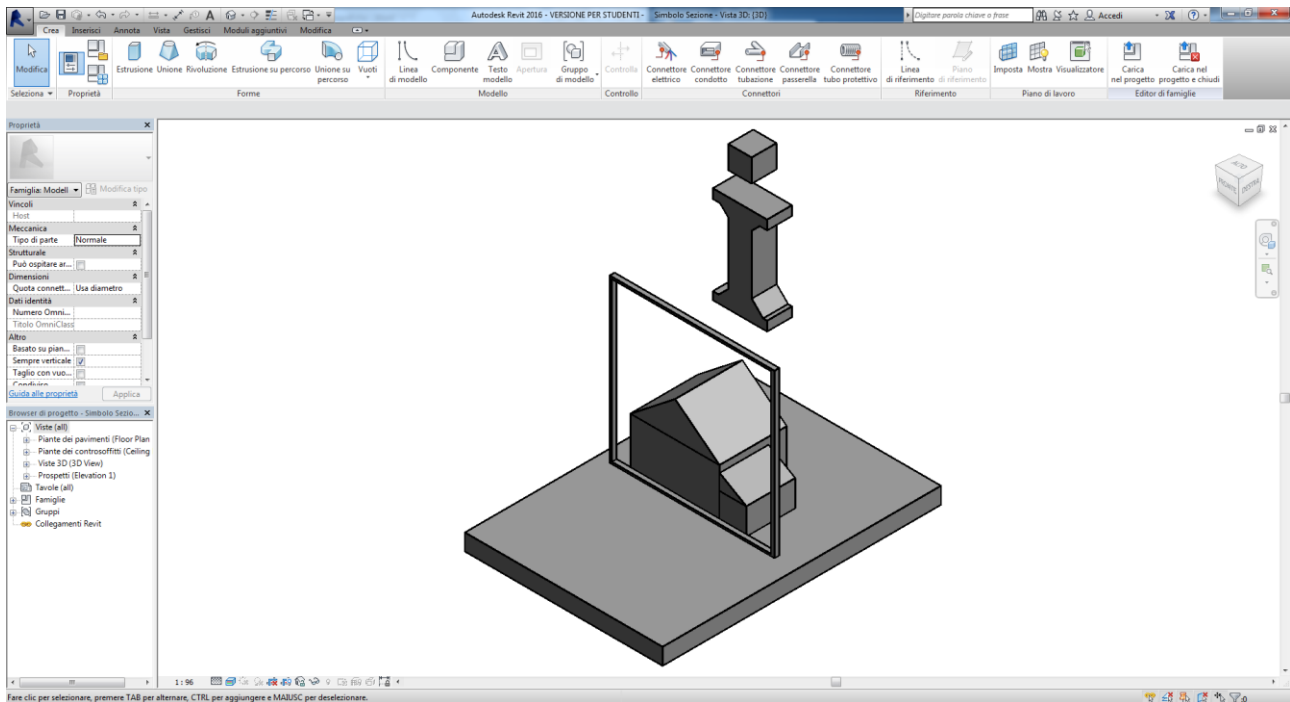 Autodesk Revit 2016 - VERSIONE PER STUDENTI - Simbolo Sezione - Vista 3D: {3D}
Digitare parola chiave o frase
Accedi
Crea Inserisci Annota Vista Gestisci Moduli aggiuntivi Modifica
Modifica
Estrusione Unione Rivoluzione Estrusione su percorso Unione su percorso Vuoti
Linea di modello Componente Testo modello Apertura Gruppo di modello
Controllo
Connettore elettrico Connettore condotto Connettore tubazione Connettore passerella Connettore tubo protettivo
Linea di riferimento Piano di riferimento
Imposta Mostra Visualizzatore
Carica nel progetto Carica nel progetto e chiudi
Seleziona Proprietà Forme Modello Controllo Connettori Riferimento Piano di lavoro Editor di famiglie
Proprietà
Famiglia: Modell Modifica tipo
Vincoli
Host
Meccanica
Tipo di parte Normale
Strutturale
Può ospitare ar...
Dimensioni
Quota connett... Usa diametro
Dati identità
Numero Omni...
Titolo OmniClass
Altro
Basato su pian...
Sempre verticale
Taglio con vuo...
Condiviso
Guida alle proprietà Applica
Browser di progetto - Simbolo Sezio...
Viste (all)
Piante dei pavimenti (Floor Plan
Piante dei controsoffitti (Ceiling
Viste 3D (3D View)
Prospetti (Elevation 1)
Tavole (all)
Famiglie
Gruppi
Collegamenti Revit
ALTO
DESTRA
1 : 96
Fare clic per selezionare, premere TAB per alternare, CTRL per aggiungere e MAIUSC per deselezionare.
:0